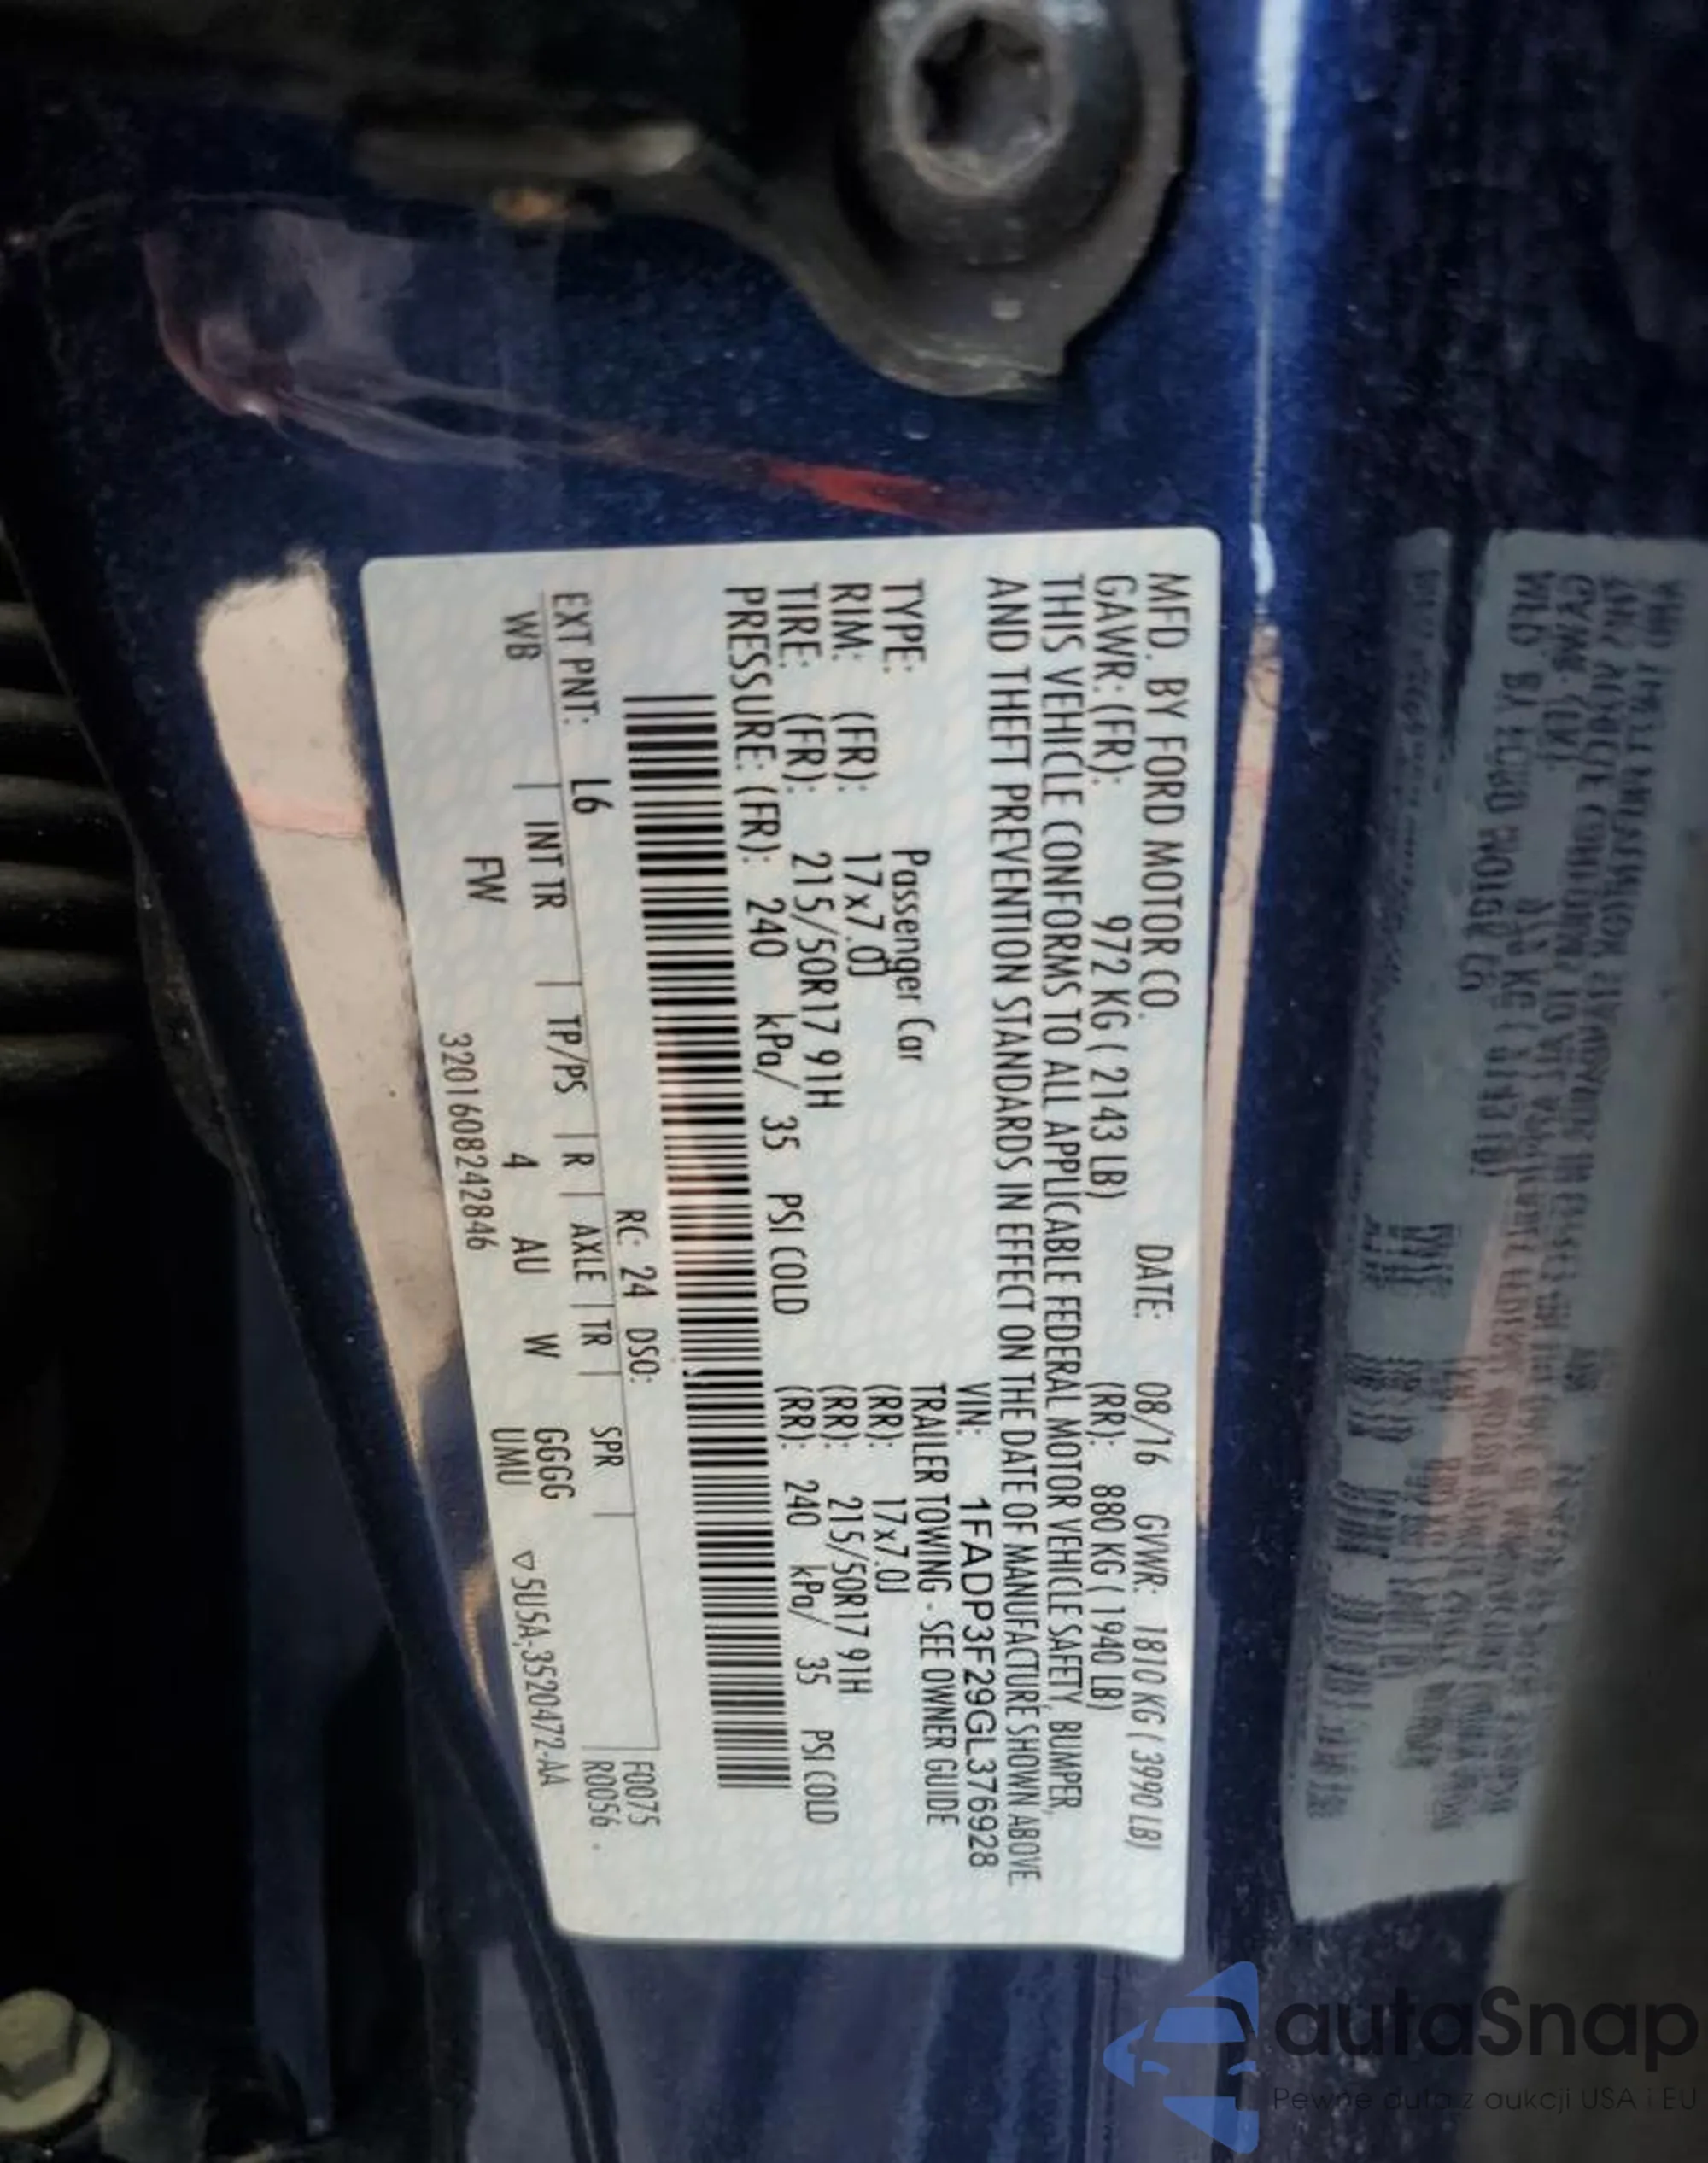 MFD. BY FORD MOTOR CO. DATE: 08/16 GVWR: 1810 KG ( 3990 LB)
GAWR: (FR): 972 KG ( 2143 LB) (RR): 880 KG ( 1940 LB)
THIS VEHICLE CONFORMS TO ALL APPLICABLE FEDERAL MOTOR VEHICLE SAFETY, BUMPER,
AND THEFT PREVENTION STANDARDS IN EFFECT ON THE DATE OF MANUFACTURE SHOWN ABOVE.
VIN: 1FADP3F29GL376928
TYPE: Passenger Car TRAILER TOWING - SEE OWNER GUIDE
RIM: (FR): 17x7.0J (RR): 17x7.0J
TIRE: (FR): 215/50R17 91H (RR): 215/50R17 91H
PRESSURE: (FR): 240 kPa/ 35 PSI COLD (RR): 240 kPa/ 35 PSI COLD
F0075
RC: 24 DSO: R0056
EXT PNT: L6 INT TR TP/PS R AXLE TR SPR
WB FW 4 AU W GGGG
UMU
320160824284​6 ▽5U5A-3520472-AA
autaSnap
Pewne auta z aukcji USA i EU